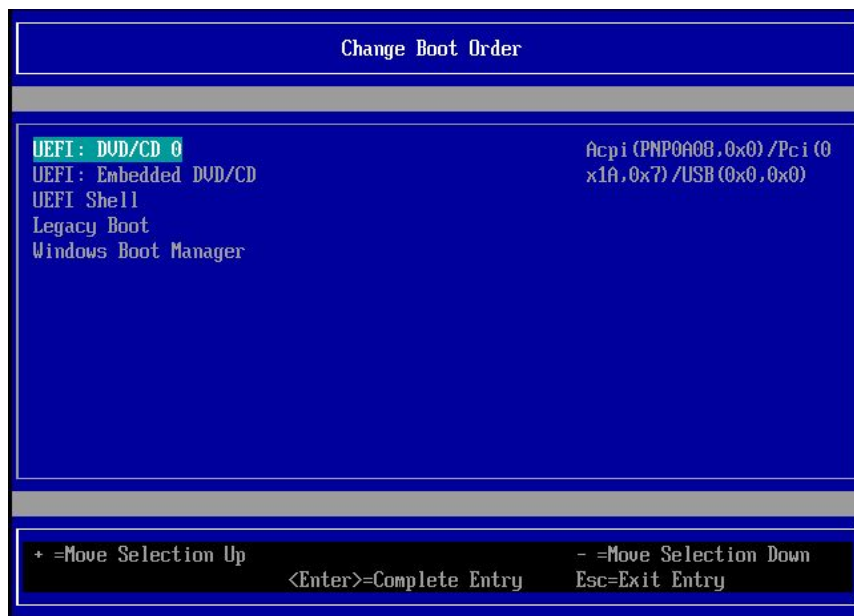 Change Boot Order
UEFI: DVD/CD 0
UEFI: Embedded DVD/CD
UEFI Shell
Legacy Boot
Windows Boot Manager
Acpi(PNP0A08,0x0)/Pci(0
x1A,0x7)/USB(0x0,0x0)
+ =Move Selection Up - =Move Selection Down
<Enter>=Complete Entry Esc=Exit Entry